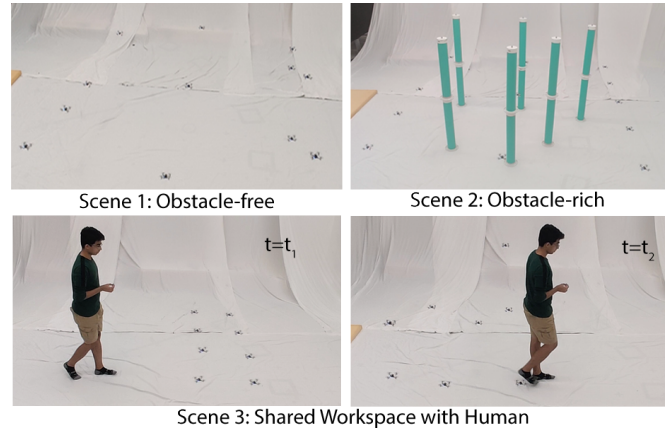 Scene 1: Obstacle-free
Scene 2: Obstacle-rich
t=t₁
t=t₂
Scene 3: Shared Workspace with Human